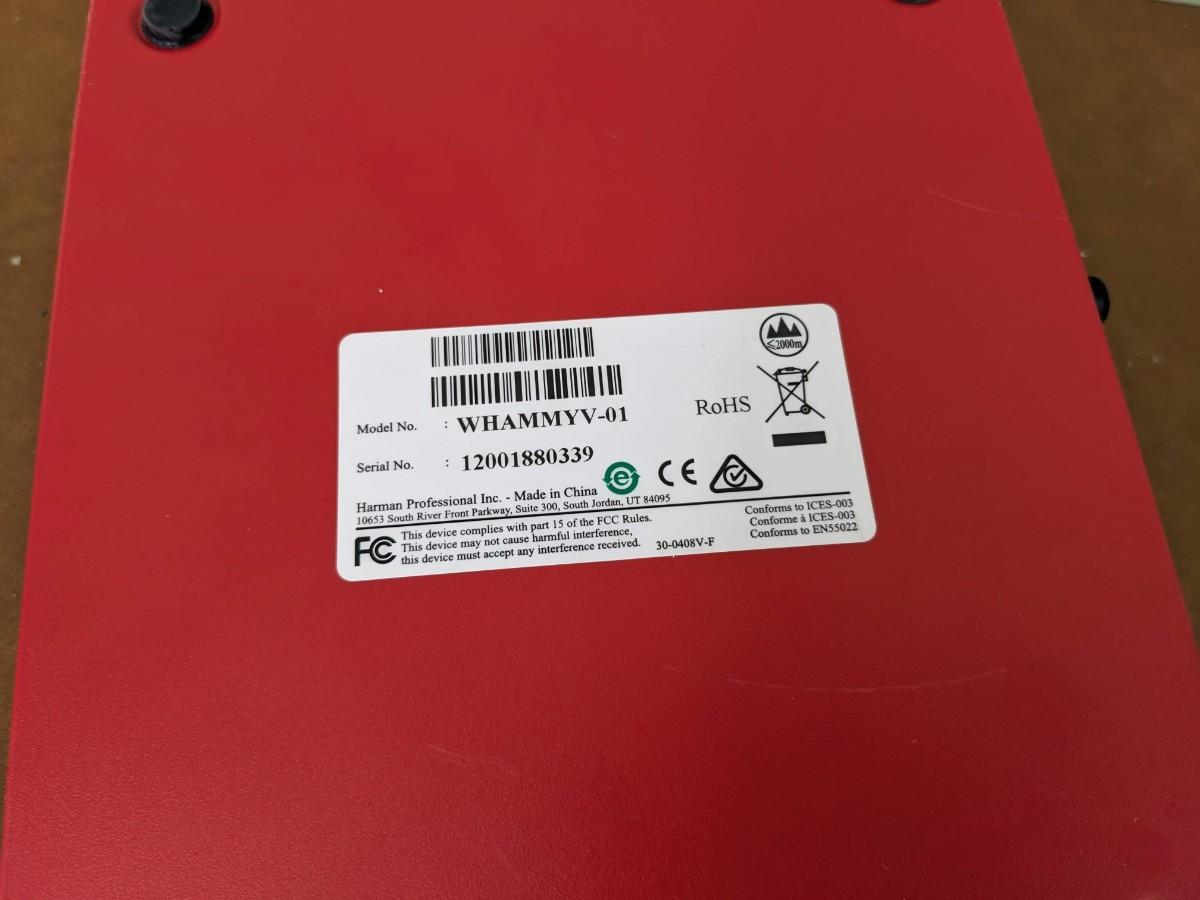 ≤2000m
RoHS
Model No. : WHAMMYV-01
Serial No. : 12001880339
Harman Professional Inc. - Made in China
10653 South River Front Parkway, Suite 300, South Jordan, UT 84095
e CE
FC This device complies with part 15 of the FCC Rules.
This device may not cause harmful interference,
this device must accept any interference received.
30-0408V-F
Conforms to ICES-003
Conforme à ICES-003
Conforms to EN55022